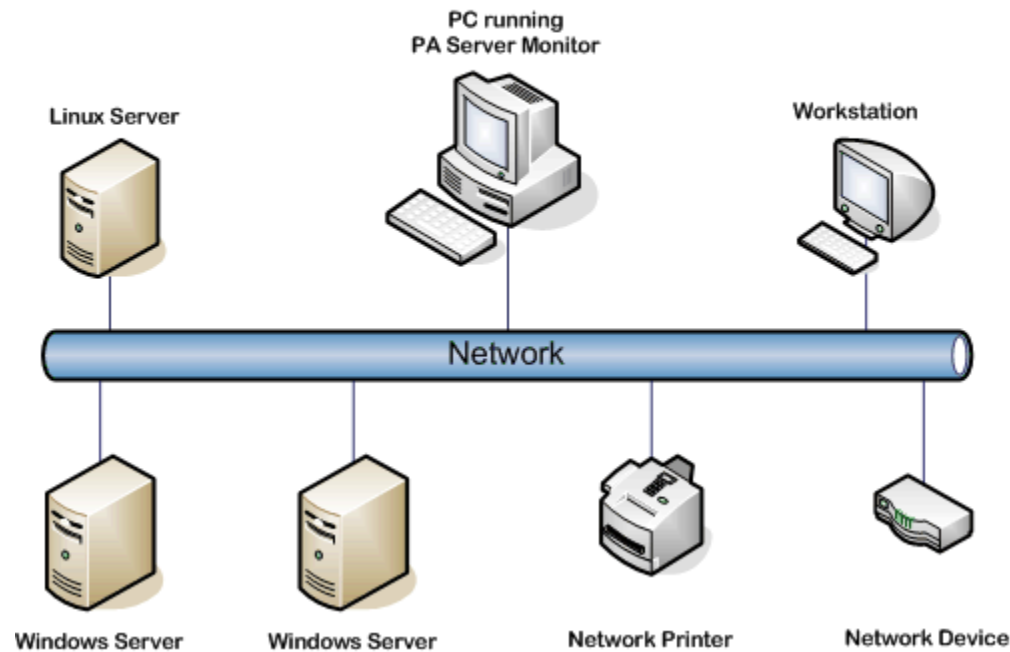 PC running
PA Server Monitor
Linux Server
Workstation
Network
Windows Server
Windows Server
Network Printer
Network Device